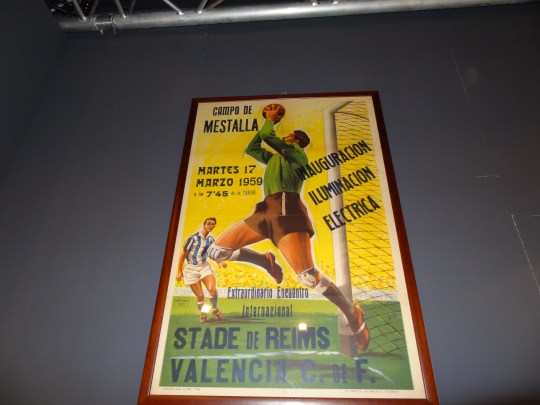 CAMPO DE
MESTALLA
MARTES 17
MARZO 1959
a las 7'45 de la TARDE
INAUGURACION
ILUMINACION
ELECTRICA
Extraordinario Encuentro
Internacional
STADE DE REIMS
VALENCIA C. DE F.